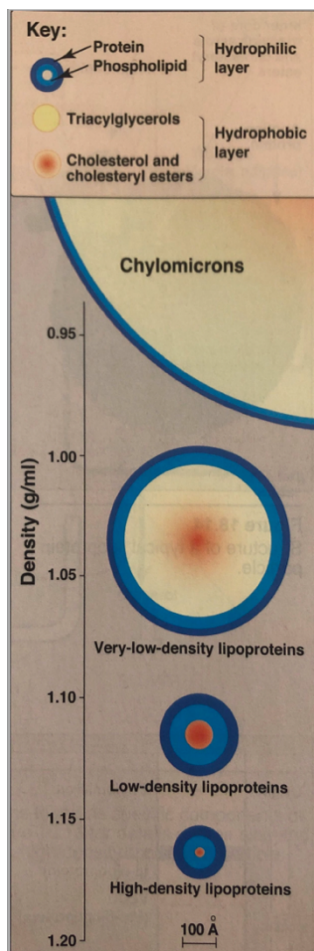 Key:
Protein
Phospholipid
Hydrophilic
layer
Triacylglycerols
Cholesterol and
cholesteryl esters
Hydrophobic
layer
Chylomicrons
0.95
1.00
Density (g/ml)
1.05
Very-low-density lipoproteins
1.10
Low-density lipoproteins
1.15
High-density lipoproteins
1.20
100 Å